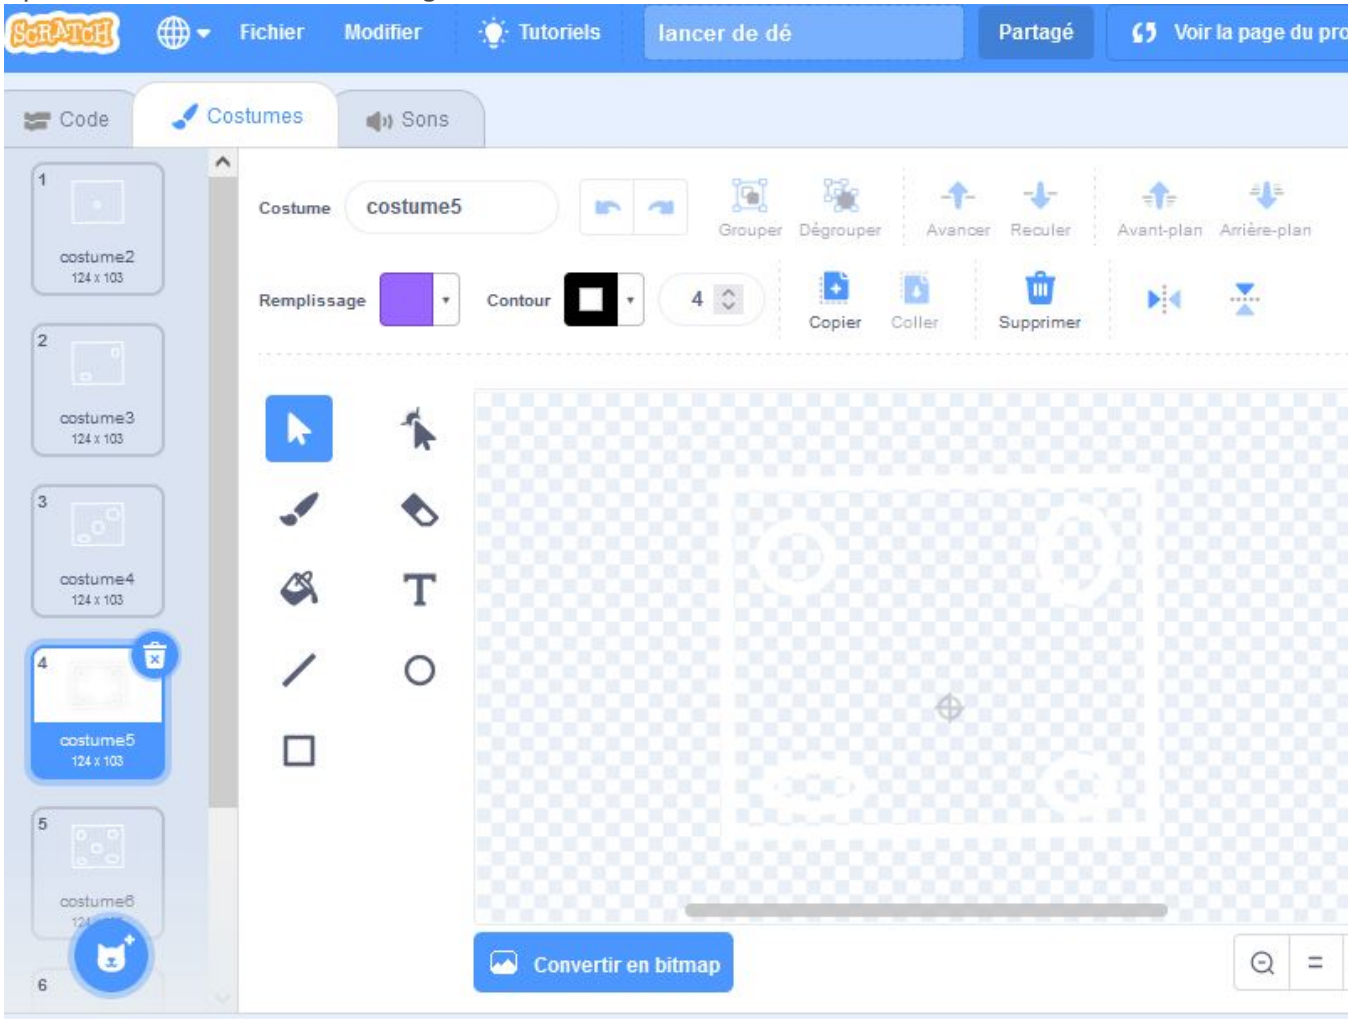 SCRATCH Fichier Modifier Tutoriels lancer de dé Partagé Voir la page du pro
Code Costumes Sons
1
costume2
124 x 103
2
costume3
124 x 103
3
costume4
124 x 103
4
costume5
124 x 103
5
costume6
6
Costume costume5
Grouper Dégrouper Avancer Reculer Avant-plan Arrière-plan
Remplissage Contour 4
Copier Coller Supprimer
T
Convertir en bitmap
=